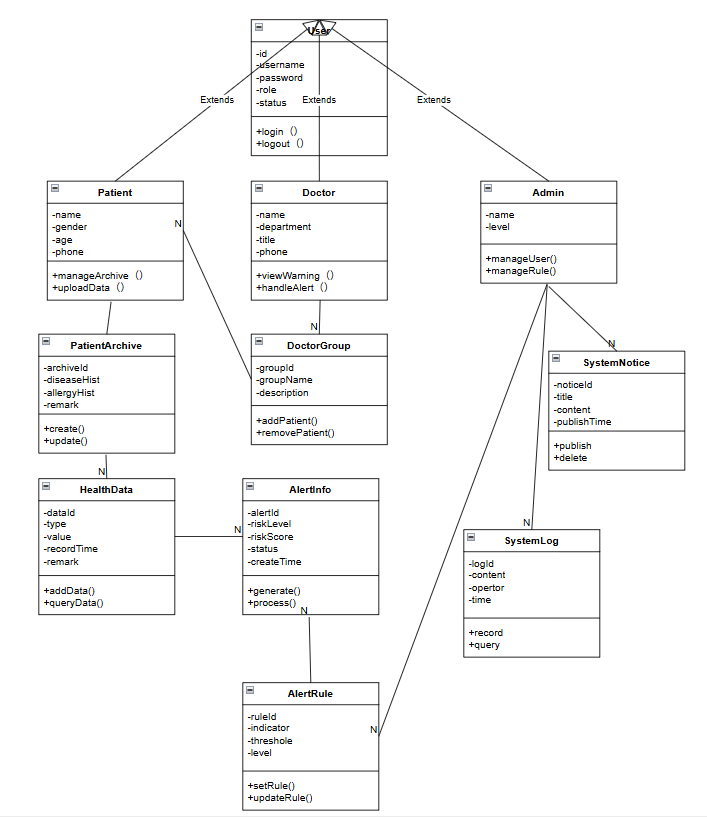 User
-id
-username
-password
-role
-status
+login（）
+logout（）
Extends
Extends
Extends
Patient
-name
-gender
-age
-phone
+manageArchive（）
+uploadData（）
N
Doctor
-name
-department
-title
-phone
+viewWarning（）
+handleAlert（）
N
Admin
-name
-level
+manageUser()
+manageRule()
N
PatientArchive
-archiveId
-diseaseHist
-allergyHist
-remark
+create()
+update()
N
DoctorGroup
-groupId
-groupName
-description
+addPatient()
+removePatient()
SystemNotice
-noticeId
-title
-content
-publishTime
+publish
+delete
HealthData
-dataId
-type
-value
-recordTime
-remark
+addData()
+queryData()
N
AlertInfo
-alertId
-riskLevel
-riskScore
-status
-createTime
+generate()
+process()
N
N
SystemLog
-logId
-content
-opertor
-time
+record
+query
AlertRule
-ruleId
-indicator
-threshole
-level
+setRule()
+updateRule()
N